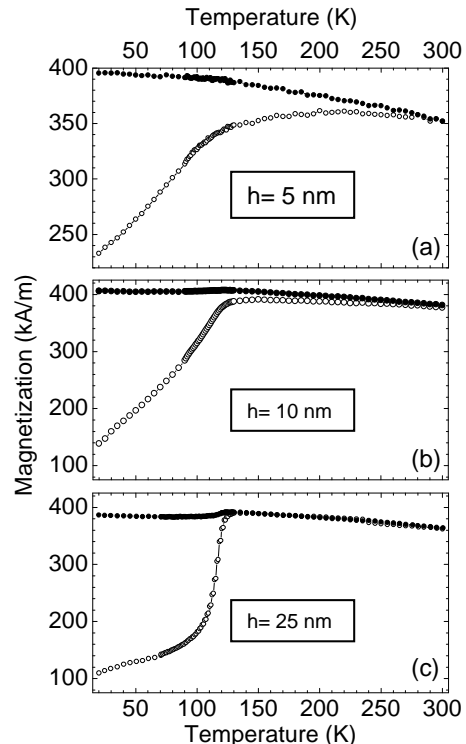 Temperature (K)
50 100 150 200 250 300
400
350
300
250
h= 5 nm
(a)
Magnetization (kA/m)
400
300
200
100
h= 10 nm
(b)
400
300
200
100
h= 25 nm
(c)
50 100 150 200 250 300
Temperature (K)